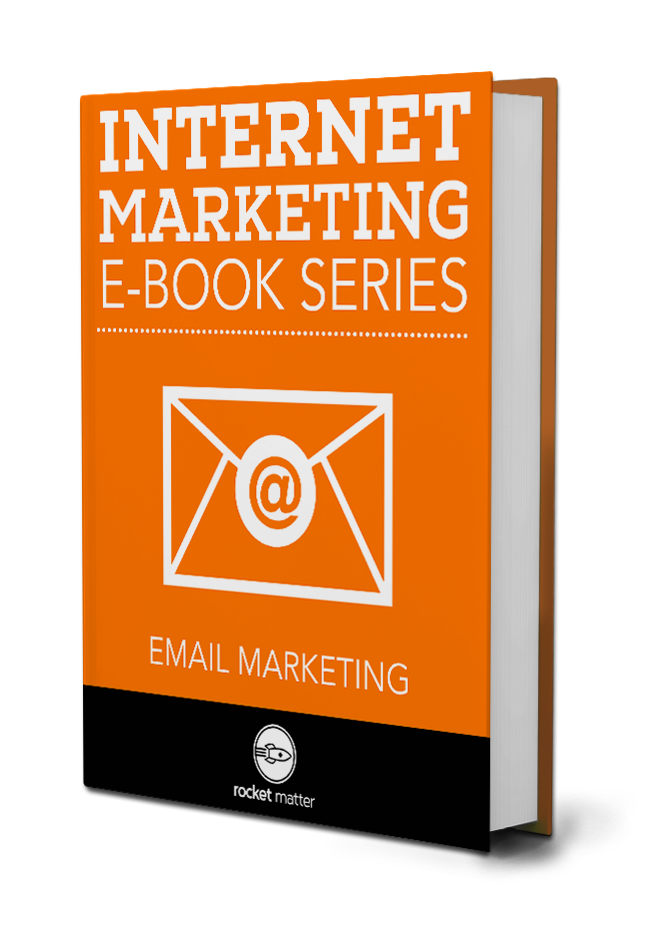 INTERNET
MARKETING
E-BOOK SERIES
@
EMAIL MARKETING
rocket matter